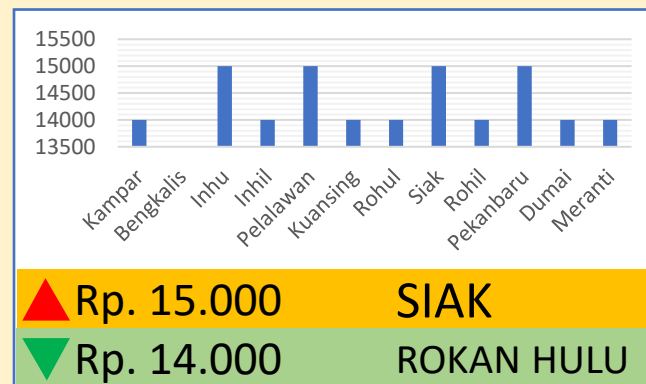 15500
15000
14500
14000
13500
Kampar
Bengkalis
Inhu
Inhil
Pelalawan
Kuansing
Rohul
Siak
Rohil
Pekanbaru
Dumai
Meranti
Rp. 15.000 SIAK
Rp. 14.000 ROKAN HULU